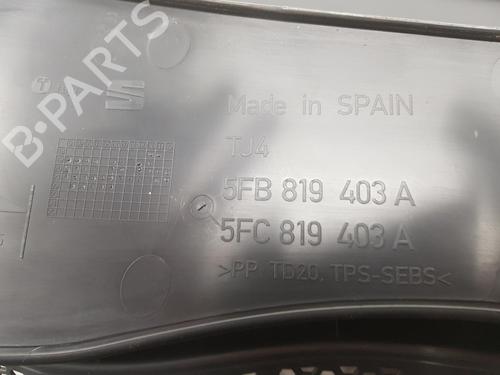 B-PARTS
Made in SPAIN
TJ4
5FB 819 403 A
5FC 819 403 A
>PP TD20, TPS-SEBS<